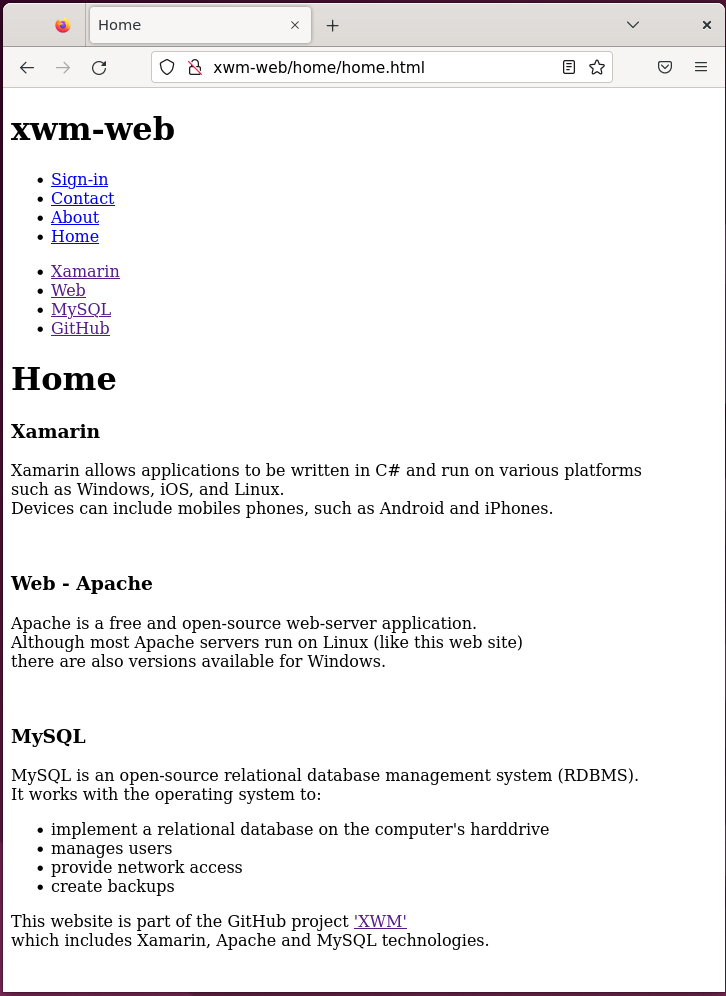 Home
xwm-web/home/home.html
xwm-web
Sign-in
Contact
About
Home
Xamarin
Web
MySQL
GitHub
Home
Xamarin
Xamarin allows applications to be written in C# and run on various platforms
such as Windows, iOS, and Linux.
Devices can include mobiles phones, such as Android and iPhones.
Web - Apache
Apache is a free and open-source web-server application.
Although most Apache servers run on Linux (like this web site)
there are also versions available for Windows.
MySQL
MySQL is an open-source relational database management system (RDBMS).
It works with the operating system to:
implement a relational database on the computer's harddrive
manages users
provide network access
create backups
This website is part of the GitHub project 'XWM'
which includes Xamarin, Apache and MySQL technologies.